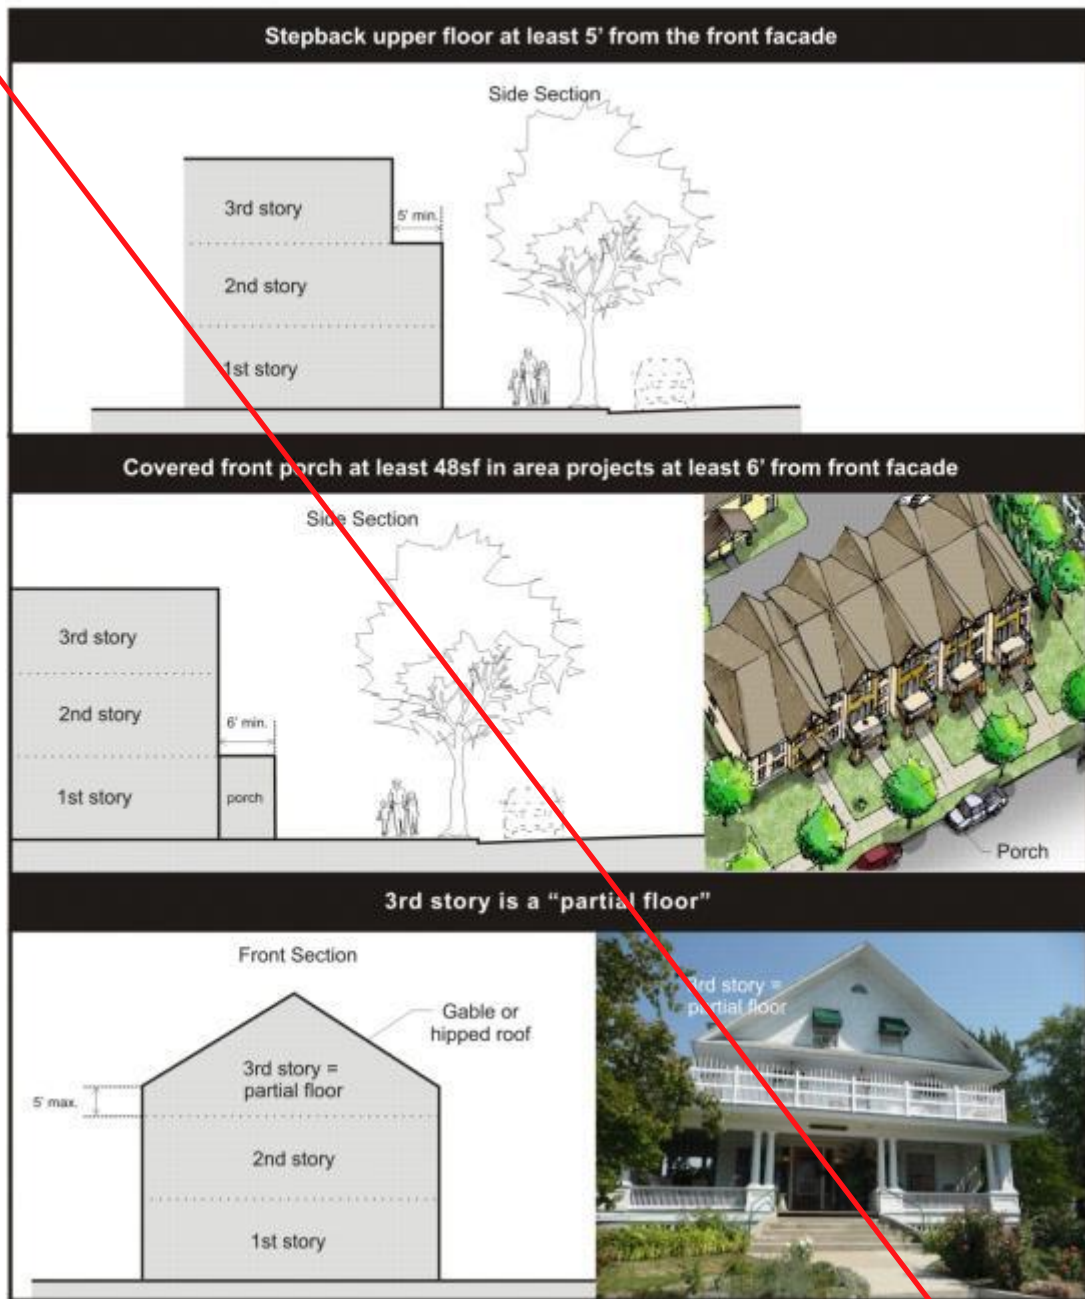 Stepback upper floor at least 5' from the front facade
Side Section
3rd story
5' min.
2nd story
1st story
Covered front porch at least 48sf in area projects at least 6' from front facade
Side Section
3rd story
2nd story
6' min.
1st story
porch
Porch
3rd story is a “partial floor”
Front Section
Gable or
hipped roof
3rd story =
partial floor
5' max.
2nd story
1st story
3rd story =
partial floor